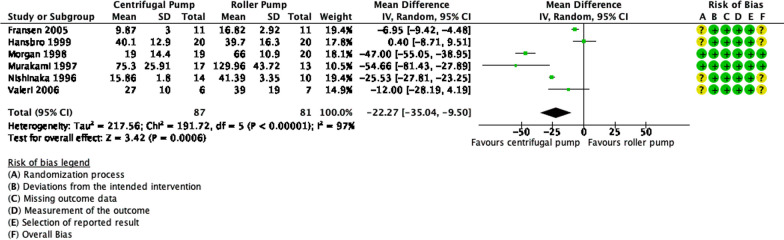 Centrifugal Pump Roller Pump Mean Difference Mean Difference Risk of Bias
Study or Subgroup Mean SD Total Mean SD Total Weight IV, Random, 95% CI IV, Random, 95% CI A B C D E F
Fransen 2005 9.87 3 11 16.82 2.92 11 19.4% -6.95 [-9.42, -4.48] ? + + + + ?
Hansbro 1999 40.1 12.9 20 39.7 16.3 20 17.8% 0.40 [-8.71, 9.51] ? + + + + ?
Morgan 1998 19 14.4 19 66 10.9 20 18.2% -47.00 [-55.05, -38.95] + + + + + +
Murakami 1997 75.3 25.91 17 129.96 43.72 13 10.7% -54.66 [-81.43, -27.89] + + + + + +
Nishinaka 1996 15.86 1.8 14 41.39 3.35 10 19.4% -25.53 [-27.81, -23.25] ? + + + + ?
Valeri 2006 27 10 6 39 19 7 14.5% -12.00 [-28.19, 4.19] ? + + + + ?
Total (95% CI) 87 81 100.0% -22.27 [-35.04, -9.50]
Heterogeneity: Tau² = 217.56; Chi² = 191.72, df = 5 (P < 0.00001); I² = 97%
Test for overall effect: Z = 3.42 (P = 0.0006)
-50 -25 0 25 50
Favours centrifugal pump Favours roller pump
Risk of bias legend
(A) Randomization process
(B) Deviations from the intended intervention
(C) Missing outcome data
(D) Measurement of the outcome
(E) Selection of reported result
(F) Overall Bias